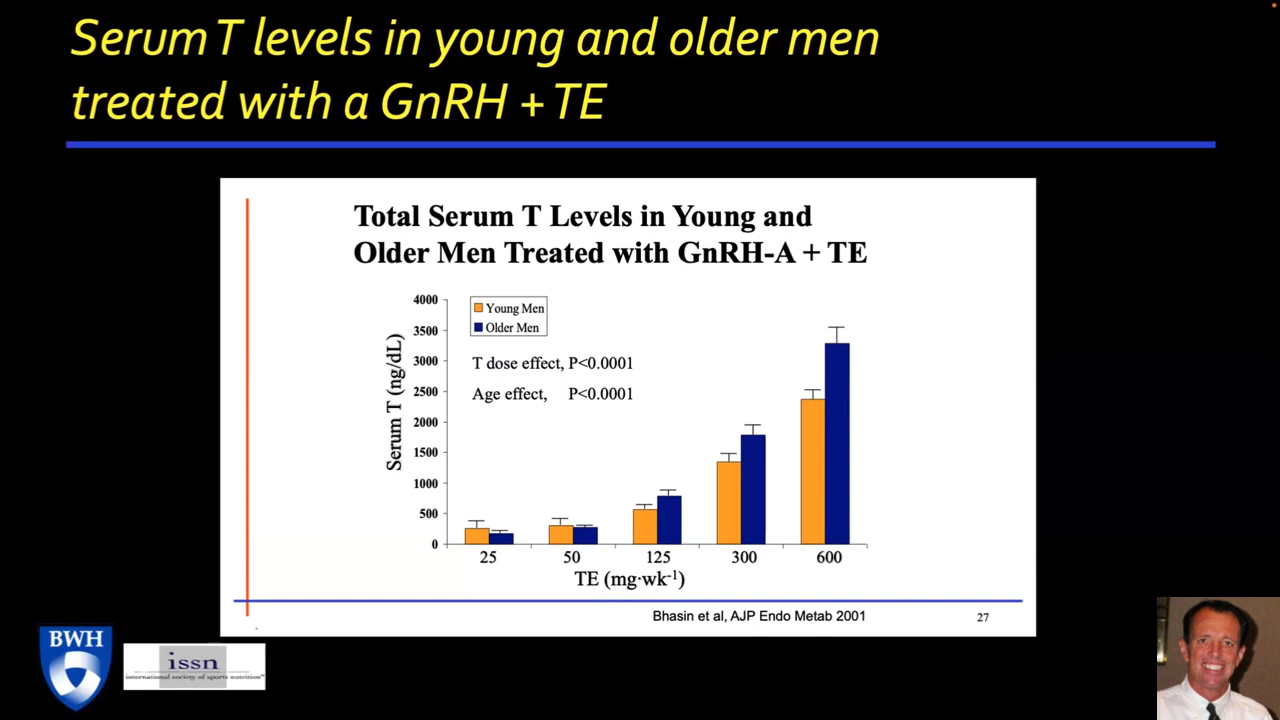 Serum T levels in young and older men
treated with a GnRH + TE
Total Serum T Levels in Young and
Older Men Treated with GnRH-A + TE
4000
3500
3000
2500
2000
1500
1000
500
0
Serum T (ng/dL)
Young Men
Older Men
T dose effect, P<0.0001
Age effect, P<0.0001
25 50 125 300 600
TE (mg·wk⁻¹)
Bhasin et al, AJP Endo Metab 2001
27
BWH
issn
international society of sports nutrition™